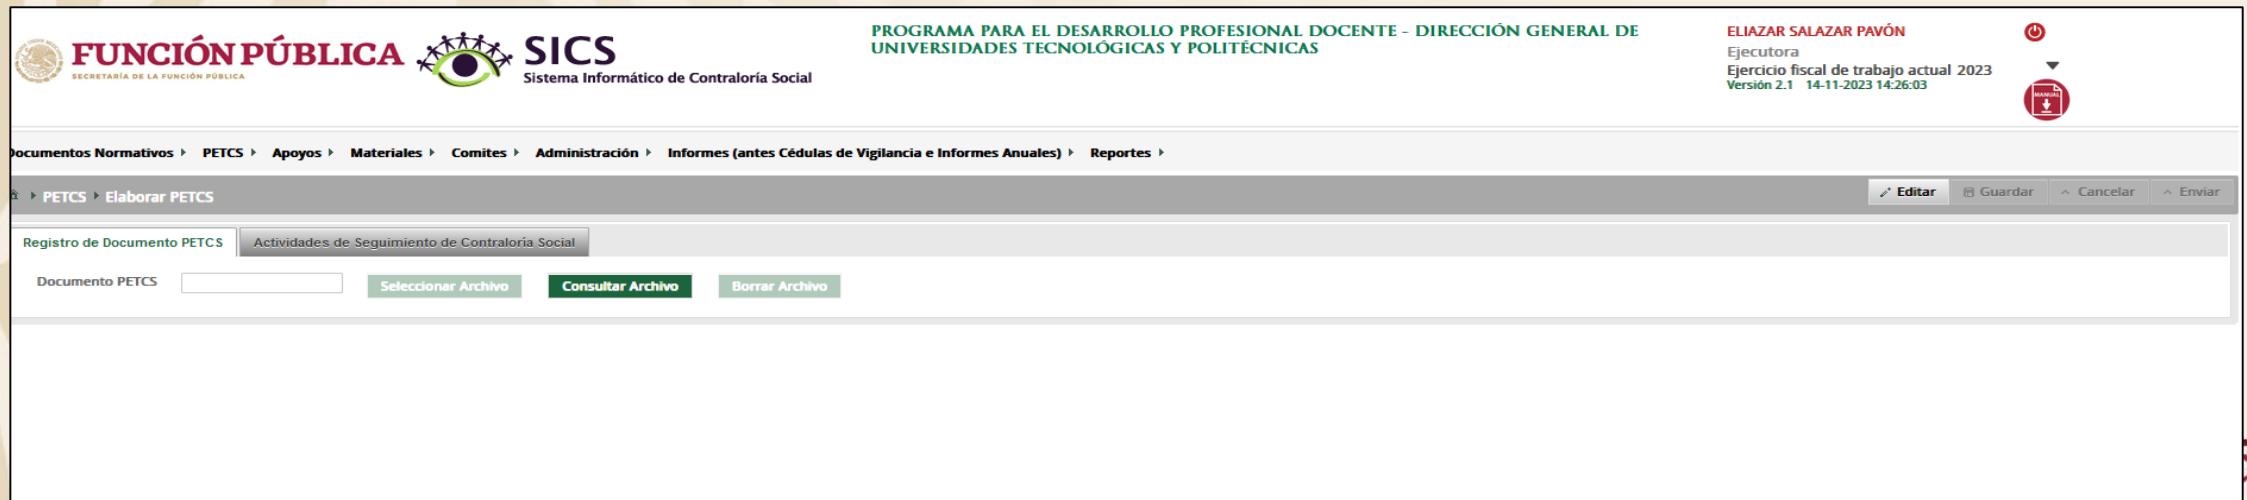 FUNCIÓN PÚBLICA
SECRETARÍA DE LA FUNCIÓN PÚBLICA
SICS
Sistema Informático de Contraloría Social
PROGRAMA PARA EL DESARROLLO PROFESIONAL DOCENTE - DIRECCIÓN GENERAL DE
UNIVERSIDADES TECNOLÓGICAS Y POLITÉCNICAS
ELIAZAR SALAZAR PAVÓN
Ejecutora
Ejercicio fiscal de trabajo actual 2023
Versión 2.1 14-11-2023 14:26:03
MANUAL
Documentos Normativos PETCS Apoyos Materiales Comites Administración Informes (antes Cédulas de Vigilancia e Informes Anuales) Reportes
PETCS Elaborar PETCS Editar Guardar Cancelar Enviar
Registro de Documento PETCS Actividades de Seguimiento de Contraloría Social
Documento PETCS Seleccionar Archivo Consultar Archivo Borrar Archivo